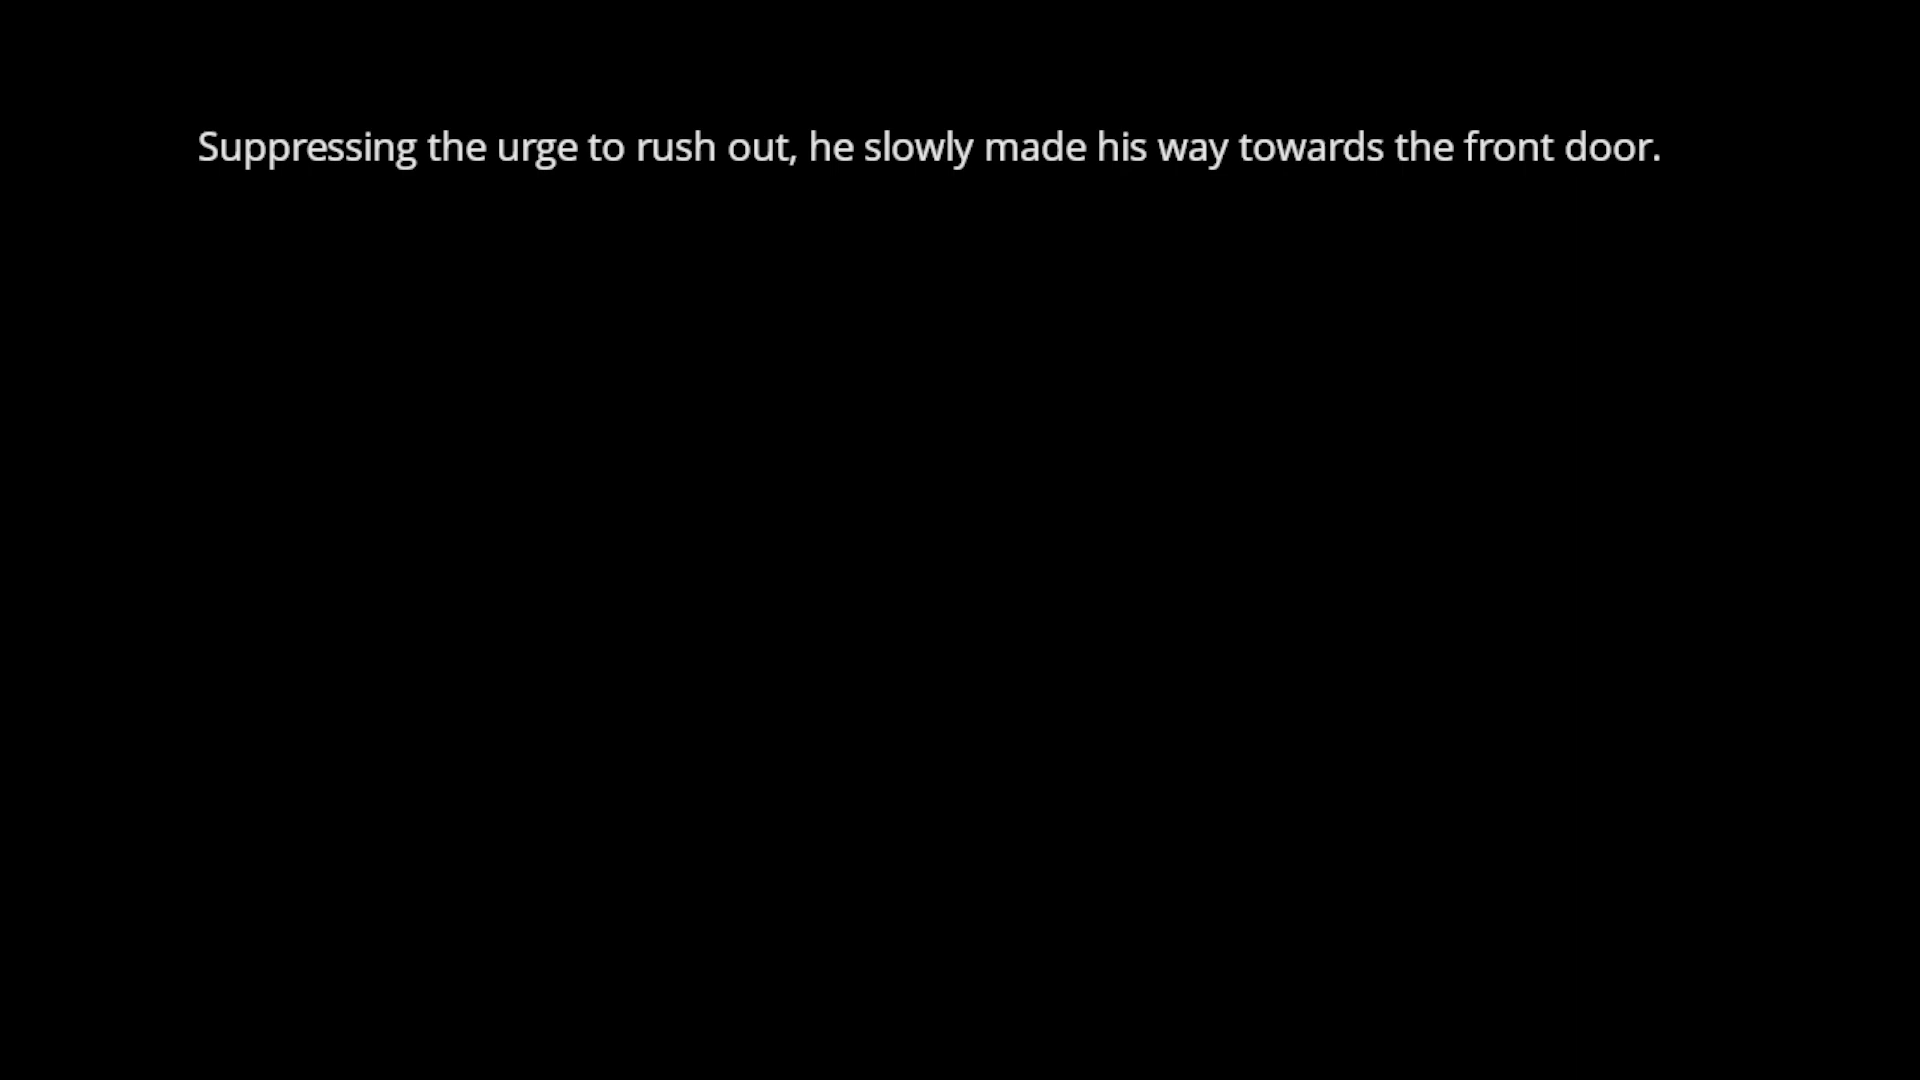 Suppressing the urge to rush out, he slowly made his way towards the front door.